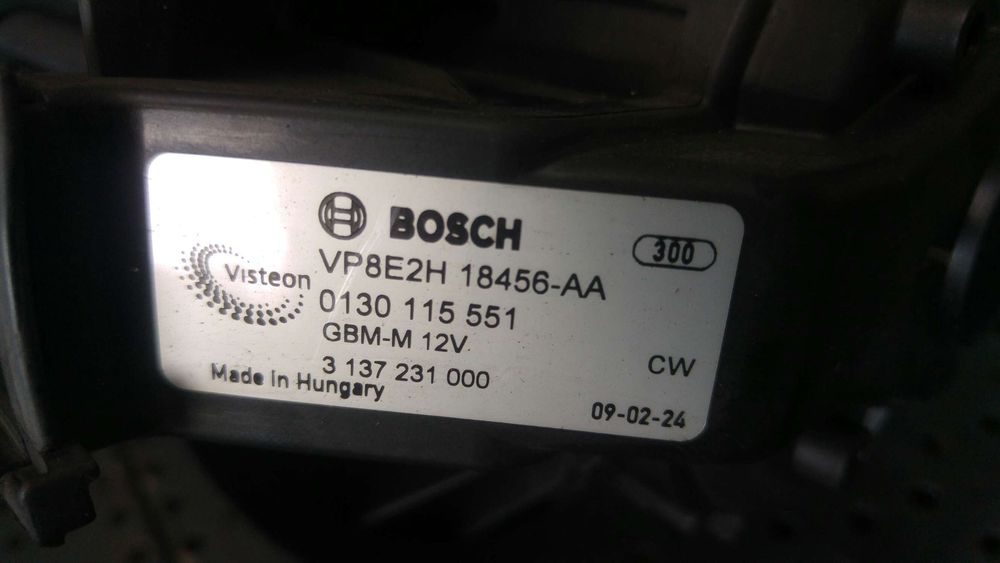 BOSCH
300
Visteon
VP8E2H 18456-AA
0130 115 551
GBM-M 12V
3 137 231 000
CW
Made in Hungary
09-02-24